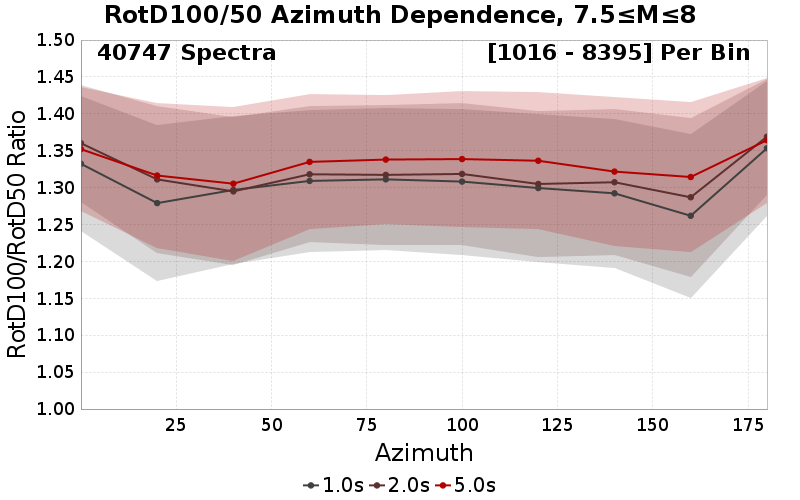 RotD100/50 Azimuth Dependence, 7.5≤M≤8
40747 Spectra
[1016 - 8395] Per Bin
RotD100/RotD50 Ratio
1.50
1.45
1.40
1.35
1.30
1.25
1.20
1.15
1.10
1.05
1.00
25 50 75 100 125 150 175
Azimuth
1.0s 2.0s 5.0s